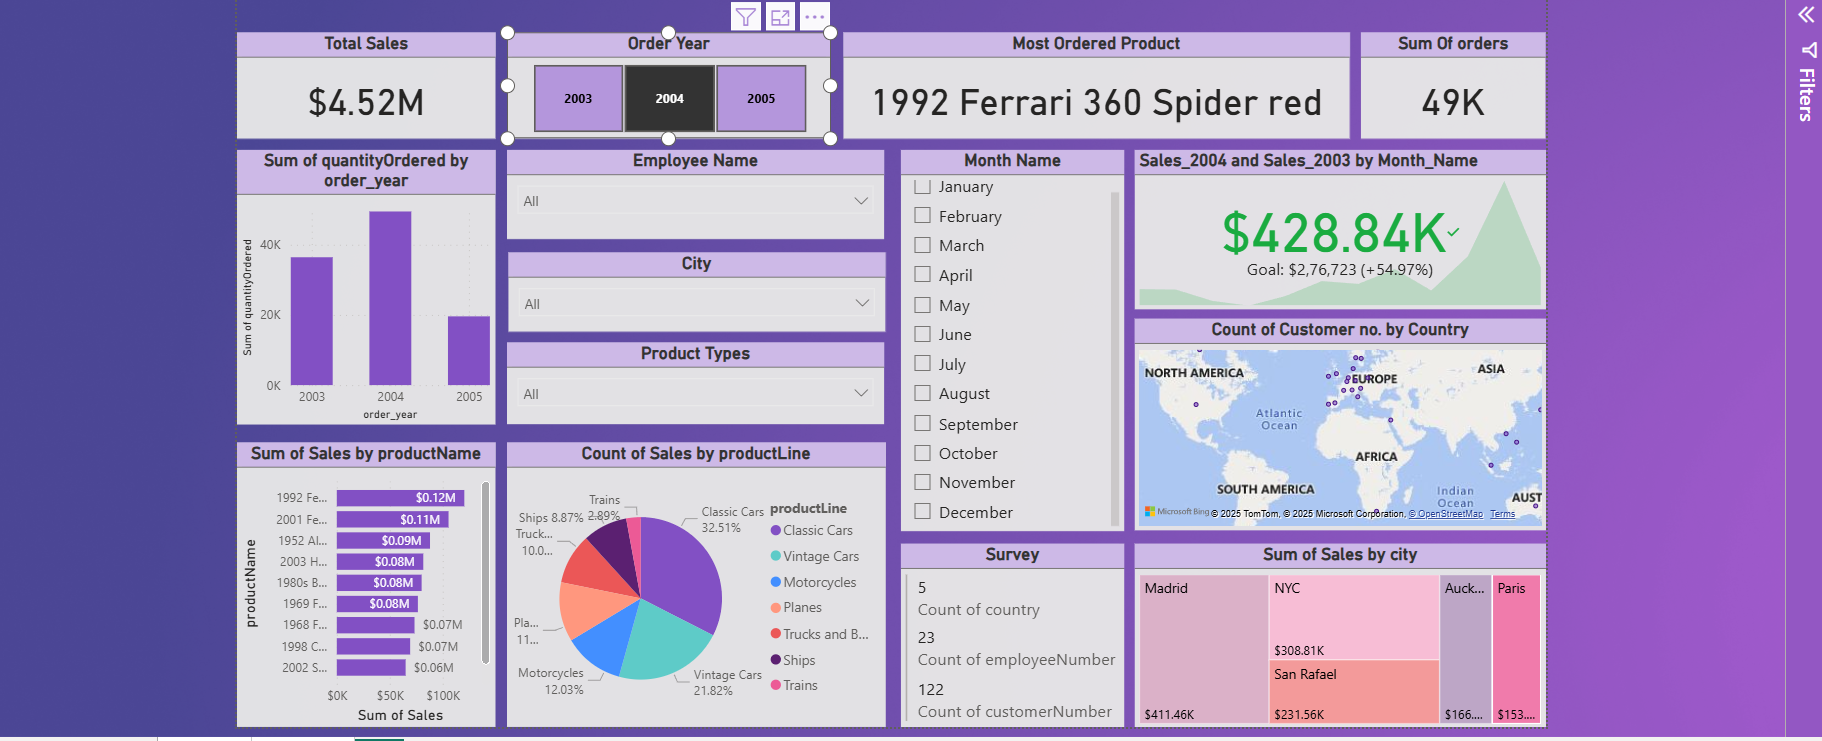 Filters
Total Sales
$4.52M
Order Year
2003
2004
2005
Most Ordered Product
1992 Ferrari 360 Spider red
Sum Of orders
49K
Sum of quantityOrdered by
order_year
Sum of quantityOrdered
40K
20K
0K
2003
2004
2005
order_year
Employee Name
All
City
All
Product Types
All
Month Name
January
February
March
April
May
June
July
August
September
October
November
December
Sales_2004 and Sales_2003 by Month_Name
$428.84K
Goal: $2,76,723 (+54.97%)
Count of Customer no. by Country
NORTH AMERICA
EUROPE
ASIA
Atlantic
Ocean
AFRICA
SOUTH AMERICA
Indian
Ocean
AUST
Microsoft Bing
© 2025 TomTom, © 2025 Microsoft Corporation, © OpenStreetMap Terms
Sum of Sales by productName
productName
1992 Fe... $0.12M
2001 Fe... $0.11M
1952 Al... $0.09M
2003 H... $0.08M
1980s B... $0.08M
1969 F... $0.08M
1968 F... $0.07M
1998 C... $0.07M
2002 S... $0.06M
$0K $50K $100K
Sum of Sales
Count of Sales by productLine
Trains
2.89%
Ships 8.87%
Truck...
10.0...
Pla...
11...
Motorcycles
12.03%
Vintage Cars
21.82%
Classic Cars
32.51%
productLine
Classic Cars
Vintage Cars
Motorcycles
Planes
Trucks and B...
Ships
Trains
Survey
5
Count of country
23
Count of employeeNumber
122
Count of customerNumber
Sum of Sales by city
Madrid
$411.46K
NYC
$308.81K
San Rafael
$231.56K
Auck...
$166....
Paris
$153....